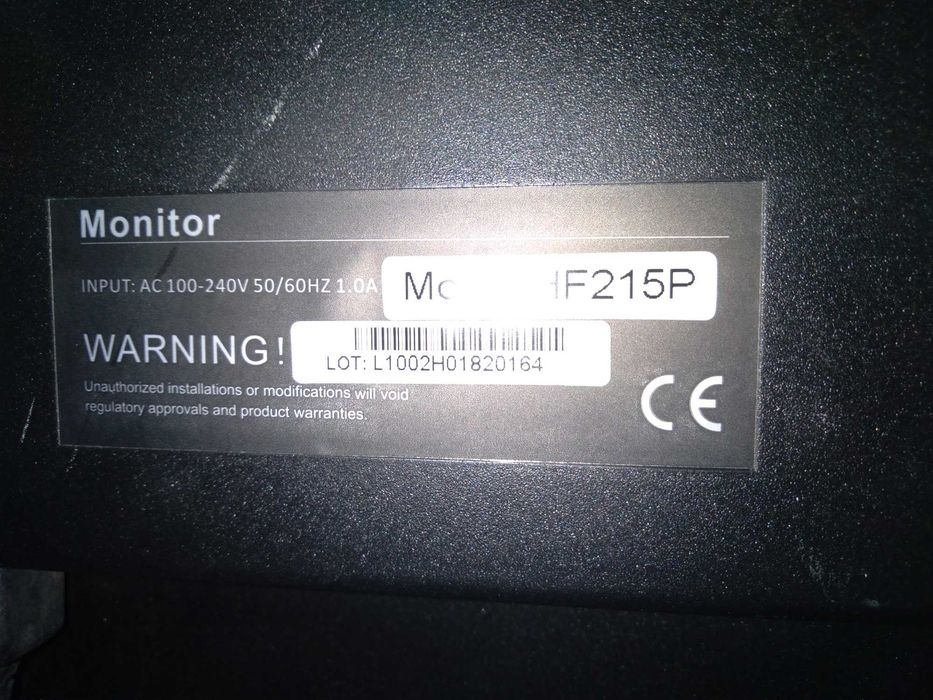 Monitor
INPUT: AC 100-240V 50/60HZ 1.0A
HF215P
WARNING!
LOT: L1002H01820164
Unauthorized installations or modifications will void
regulatory approvals and product warranties.
CE